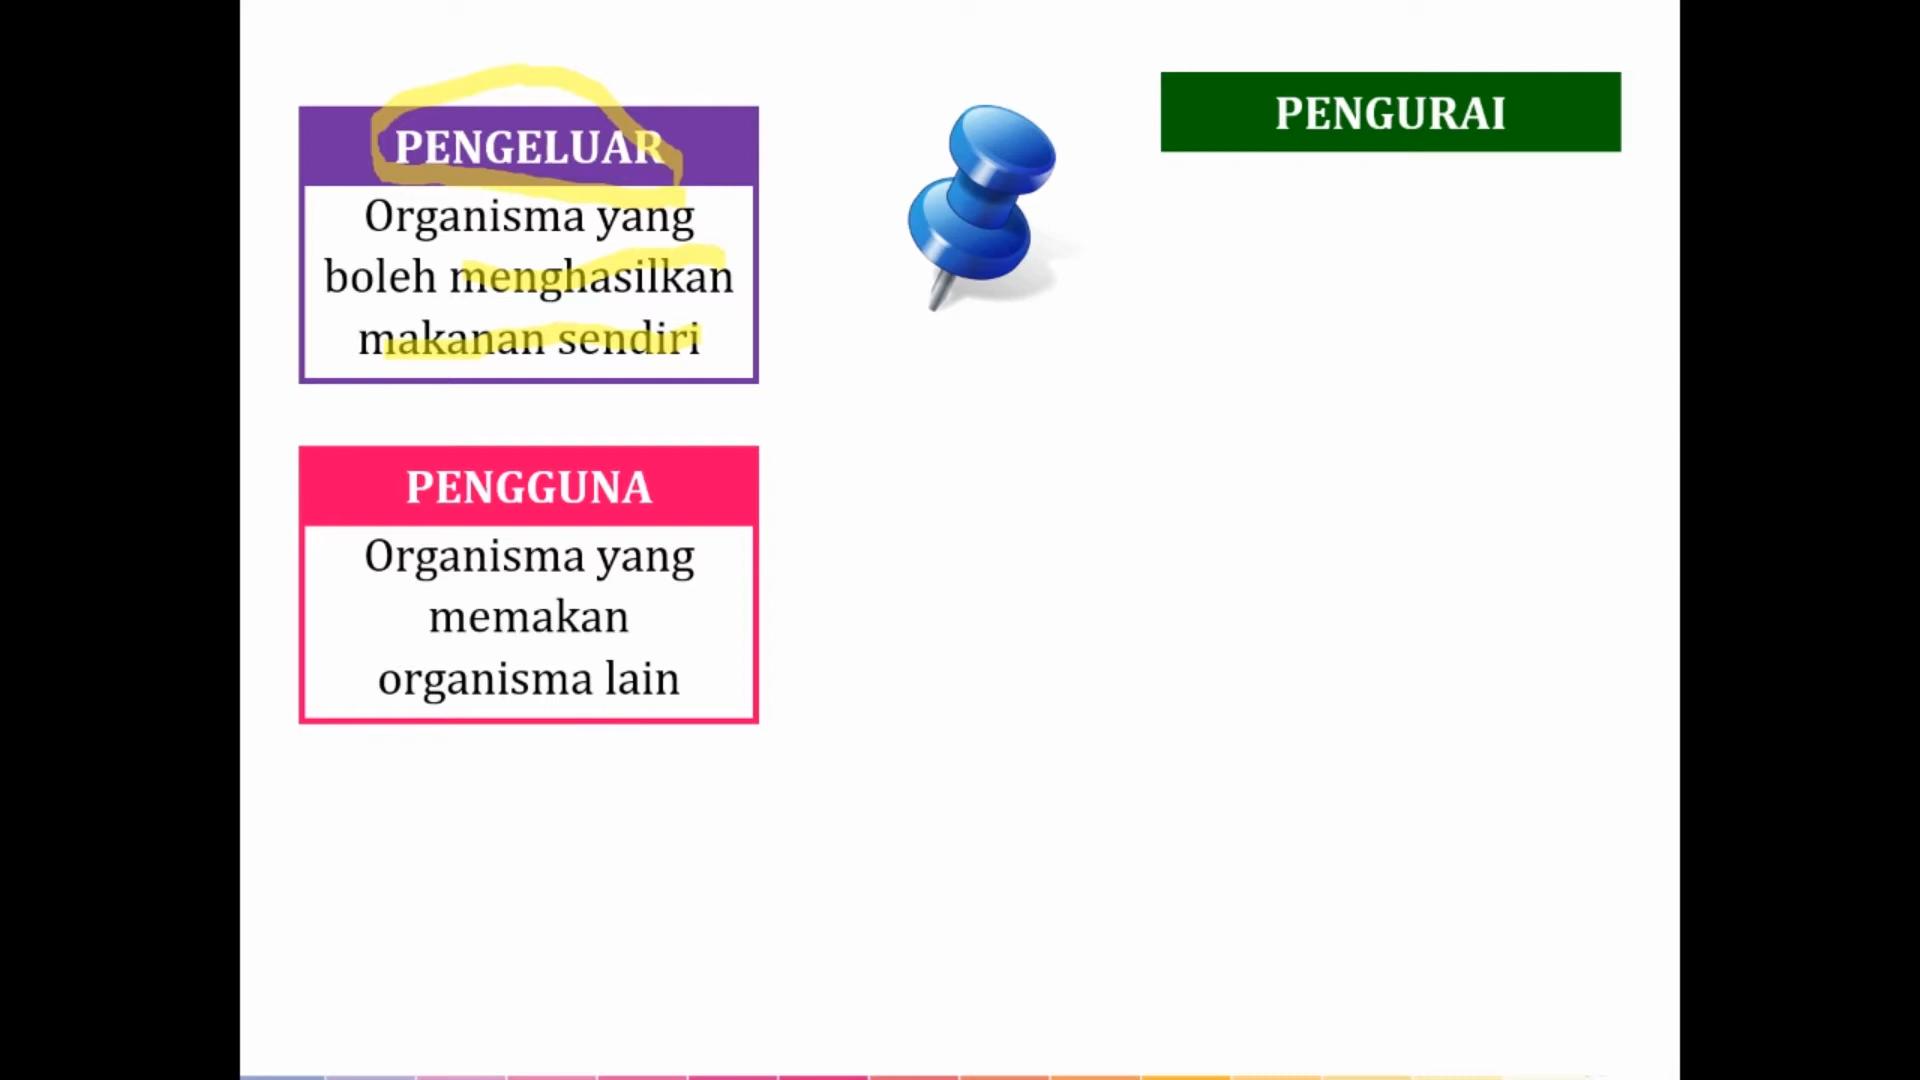 PENGELUAR
Organisma yang
boleh menghasilkan
makanan sendiri
PENGGUNA
Organisma yang
memakan
organisma lain
PENGURAI